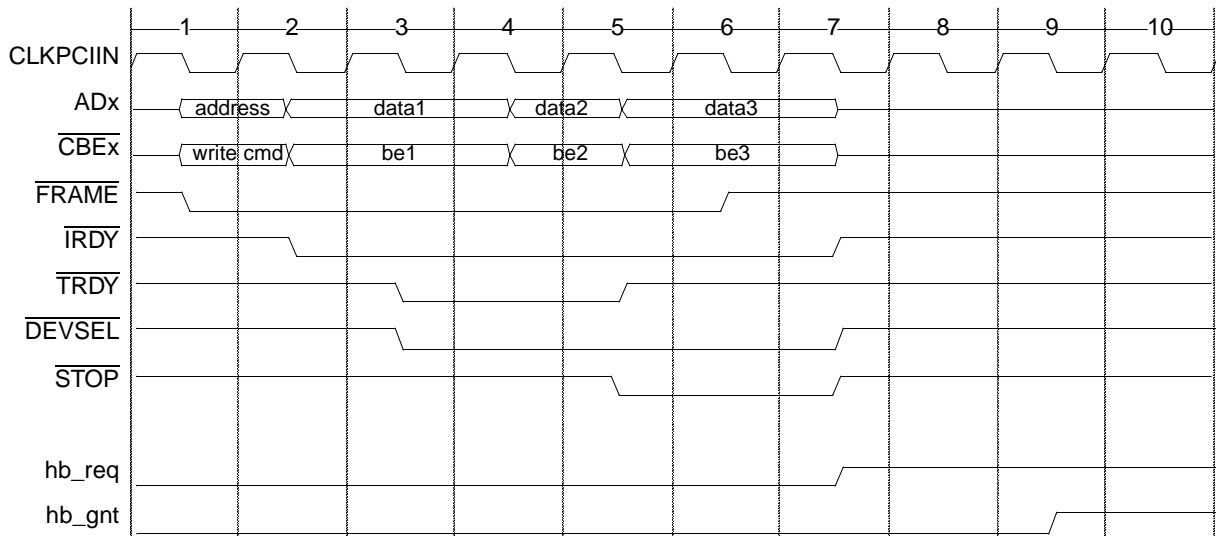 1 2 3 4 5 6 7 8 9 10
CLKPCIIN
ADx address data1 data2 data3
CBEx write cmd be1 be2 be3
FRAME
IRDY
TRDY
DEVSEL
STOP
hb_req
hb_gnt